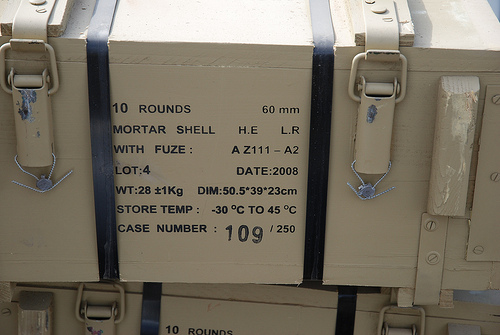 10 ROUNDS 60 mm
MORTAR SHELL H.E L.R
WITH FUZE : A Z111 – A2
LOT:4 DATE:2008
WT:28 ±1Kg DIM:50.5*39*23cm
STORE TEMP : -30 °C TO 45 °C
CASE NUMBER : 109 / 250
10 ROUNDS